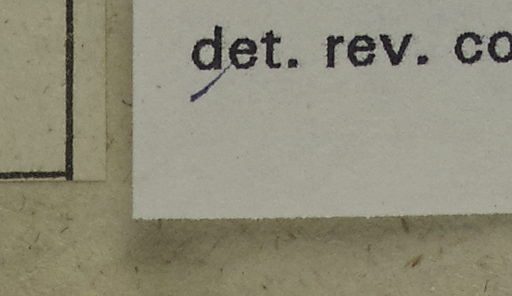 det. rev. co